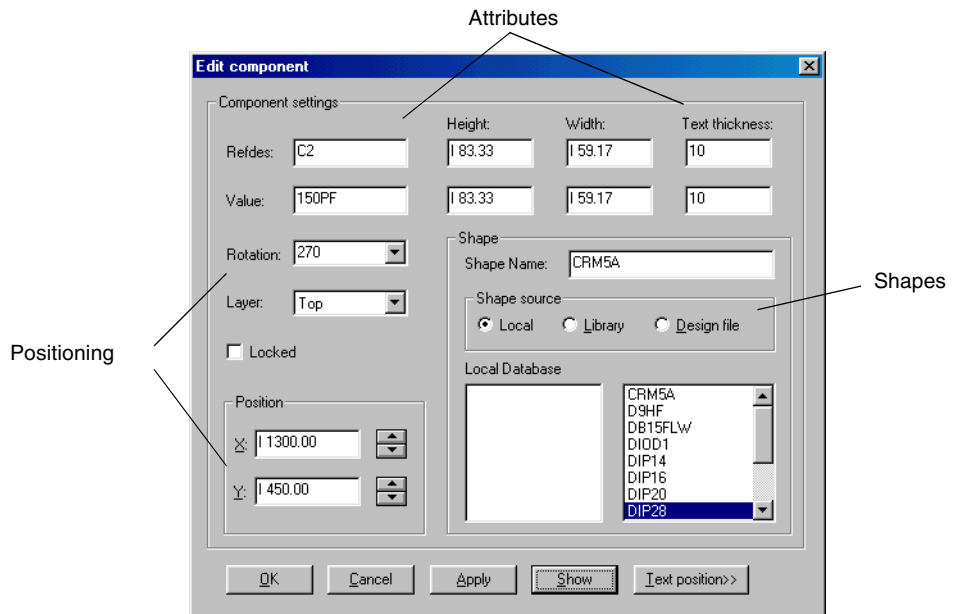 Attributes
Edit component
Component settings
Height: Width: Text thickness:
Refdes: C2 I 83.33 I 59.17 10
Value: 150PF I 83.33 I 59.17 10
Rotation: 270
Shape
Shape Name: CRM5A
Shapes
Layer: Top
Shape source
Local Library Design file
Positioning
Locked
Local Database
CRM5A
D9HF
DB15FLW
DIOD1
DIP14
DIP16
DIP20
DIP28
Position
X: I 1300.00
Y: I 450.00
OK Cancel Apply Show Text position>>